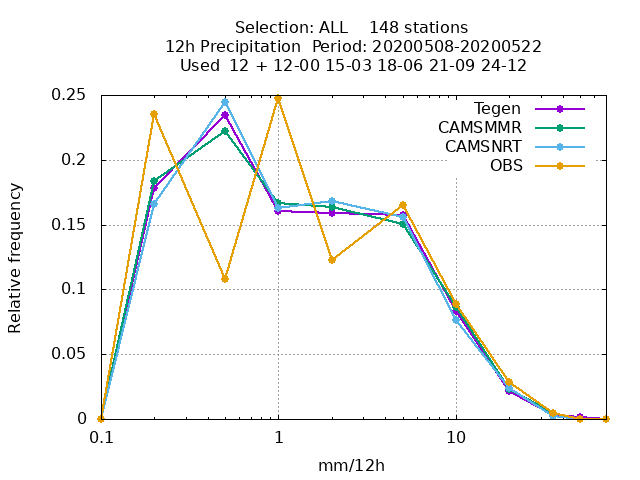 Selection: ALL    148 stations
12h Precipitation  Period: 20200508-20200522
Used  12 + 12-00 15-03 18-06 21-09 24-12
Tegen
CAMSMMR
CAMSNRT
OBS
Relative frequency
0.25
0.2
0.15
0.1
0.05
0
0.1 1 10
mm/12h